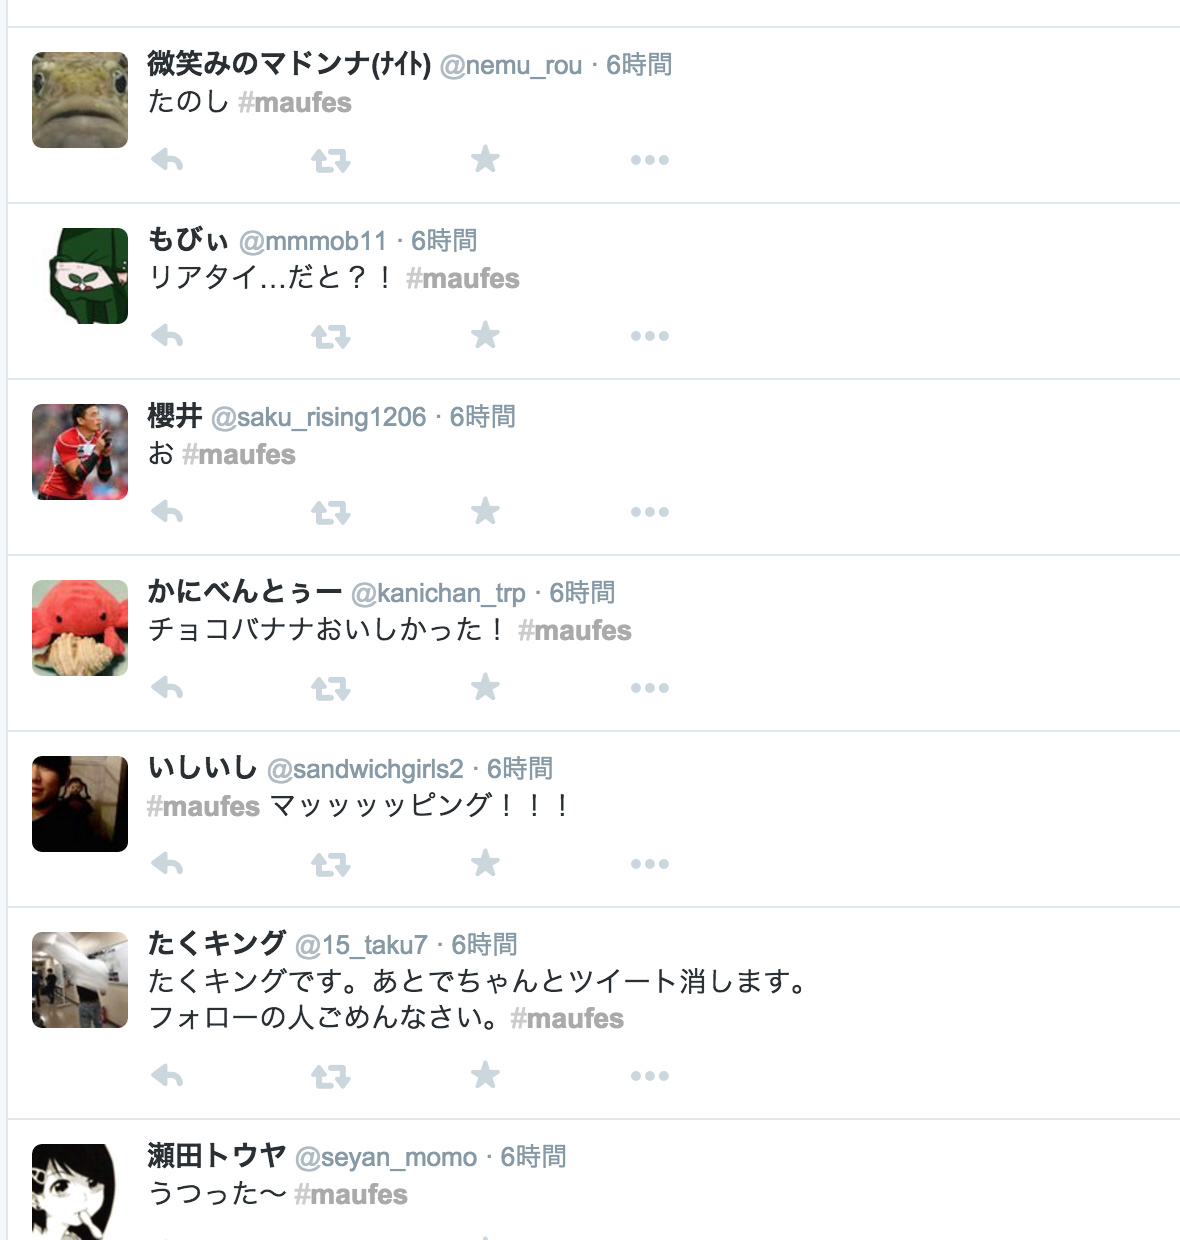 微笑みのマドンナ(ﾅｲﾄ) @nemu_rou · 6時間
たのし #maufes
もびぃ @mmmob11 · 6時間
リアタイ…だと？！ #maufes
櫻井 @saku_rising1206 · 6時間
お #maufes
かにべんとぅー @kanichan_trp · 6時間
チョコバナナおいしかった！ #maufes
いしいし @sandwichgirls2 · 6時間
#maufes マッッッッピング！！！
たくキング @15_taku7 · 6時間
たくキングです。あとでちゃんとツイート消します。
フォローの人ごめんなさい。#maufes
瀬田トウヤ @seyan_momo · 6時間
うつった〜 #maufes